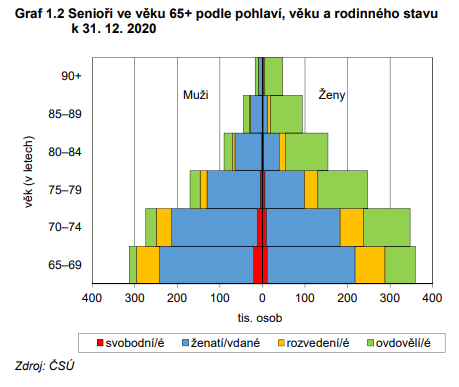 Graf 1.2 Senioři ve věku 65+ podle pohlaví, věku a rodinného stavu
k 31. 12. 2020
90+
Muži
Ženy
85–89
80–84
věk (v letech)
75–79
70–74
65–69
400 300 200 100 0 100 200 300 400
tis. osob
svobodní/é ženatí/vdané rozvedení/é ovdovělí/é
Zdroj: ČSÚ